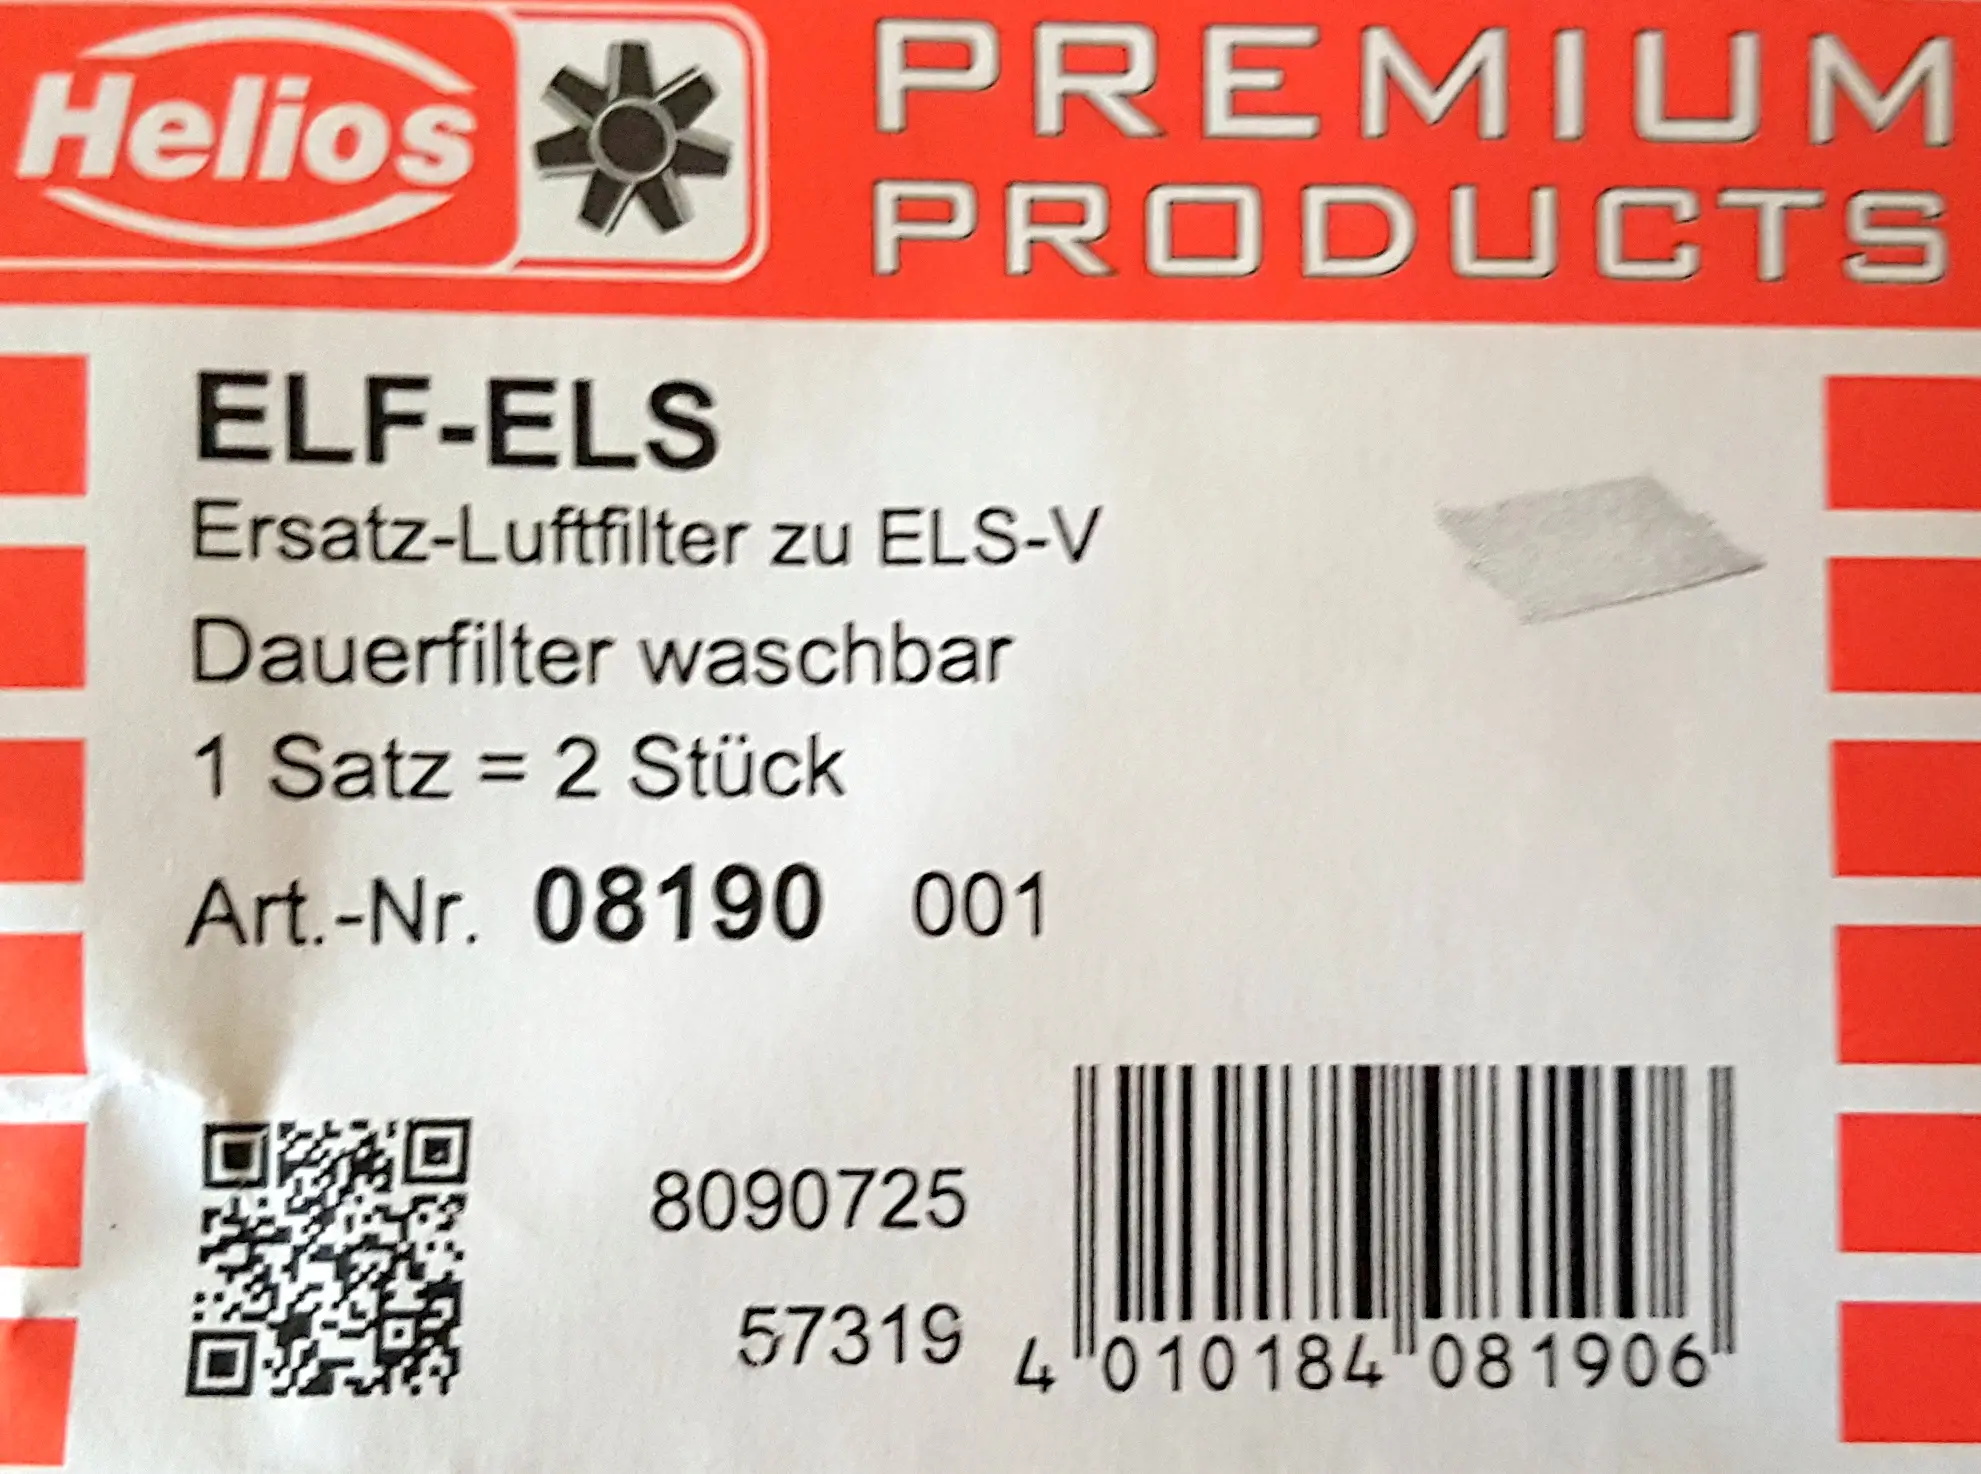 Helios
PREMIUM
PRODUCTS
ELF-ELS
Ersatz-Luftfilter zu ELS-V
Dauerfilter waschbar
1 Satz = 2 Stück
Art.-Nr. 08190 001
8090725
57319
4 010184 081906